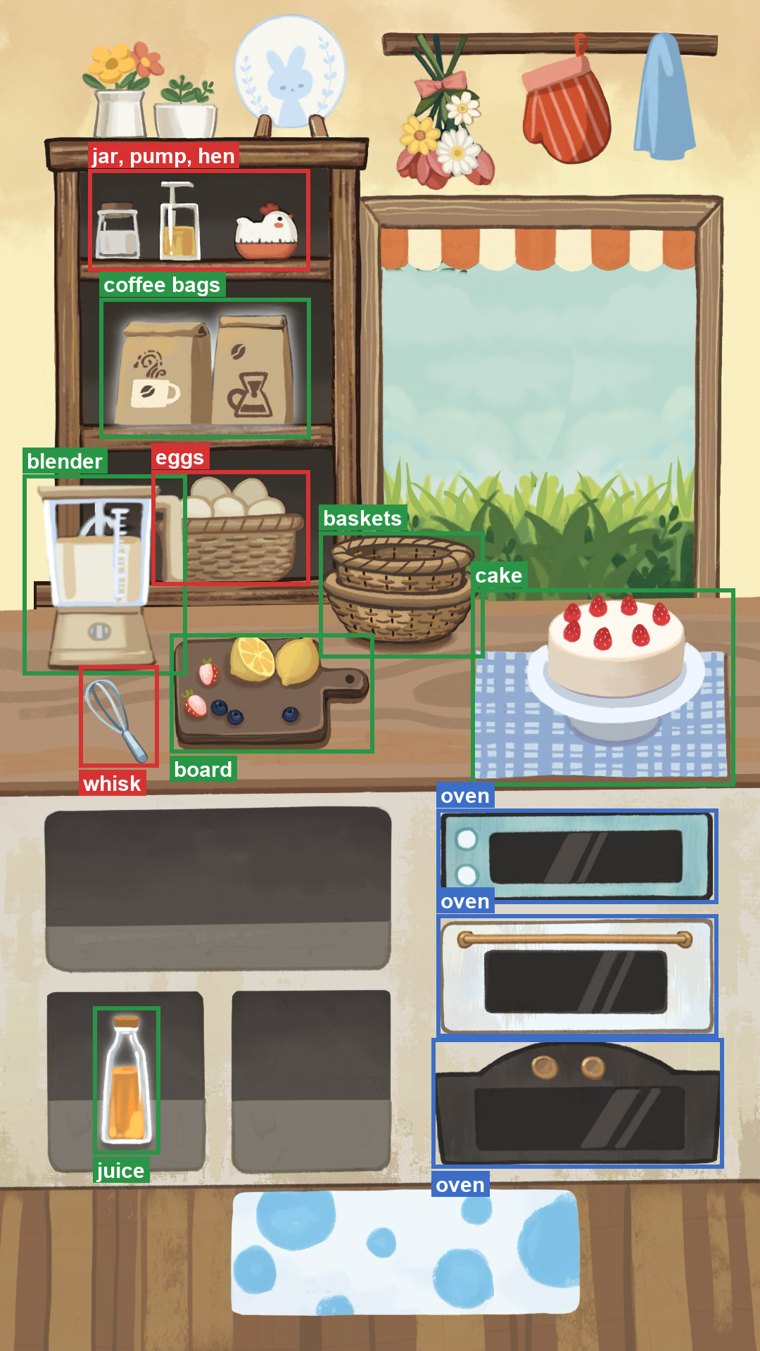 jar, pump, hen
coffee bags
blender
eggs
baskets
cake
whisk
board
oven
oven
juice
oven